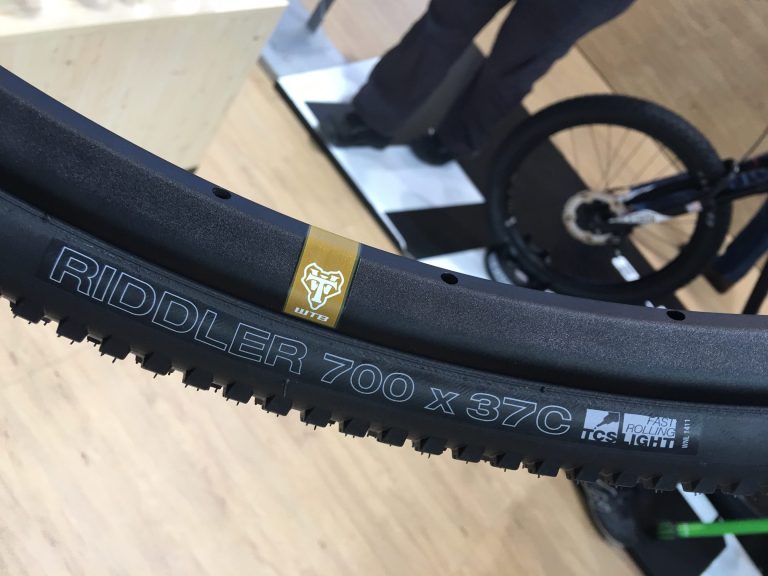 WTB
RIDDLER 700 x 37C
TCS LIGHT
FAST
ROLLING